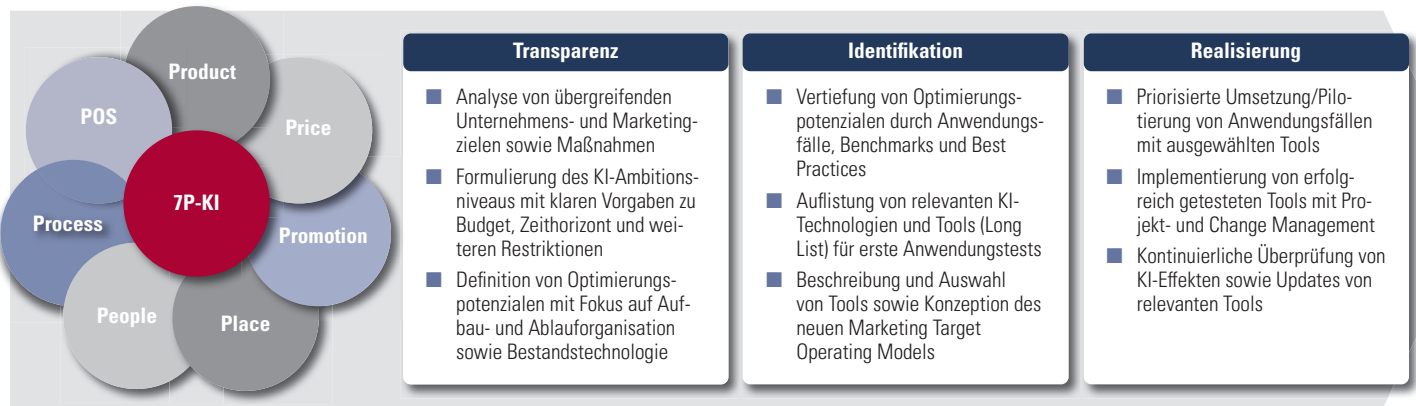 Product
Price
Promotion
Place
People
Process
POS
7P-KI
Transparenz
■ Analyse von übergreifenden
Unternehmens- und Marketing-
zielen sowie Maßnahmen
■ Formulierung des KI-Ambitions-
niveaus mit klaren Vorgaben zu
Budget, Zeithorizont und wei-
teren Restriktionen
■ Definition von Optimierungs-
potenzialen mit Fokus auf Auf-
bau- und Ablauforganisation
sowie Bestandstechnologie
Identifikation
■ Vertiefung von Optimierungs-
potenzialen durch Anwendungs-
fälle, Benchmarks und Best
Practices
■ Auflistung von relevanten KI-
Technologien und Tools (Long
List) für erste Anwendungstests
■ Beschreibung und Auswahl
von Tools sowie Konzeption des
neuen Marketing Target
Operating Models
Realisierung
■ Priorisierte Umsetzung/Pilo-
tierung von Anwendungsfällen
mit ausgewählten Tools
■ Implementierung von erfolg-
reich getesteten Tools mit Pro-
jekt- und Change Management
■ Kontinuierliche Überprüfung von
KI-Effekten sowie Updates von
relevanten Tools